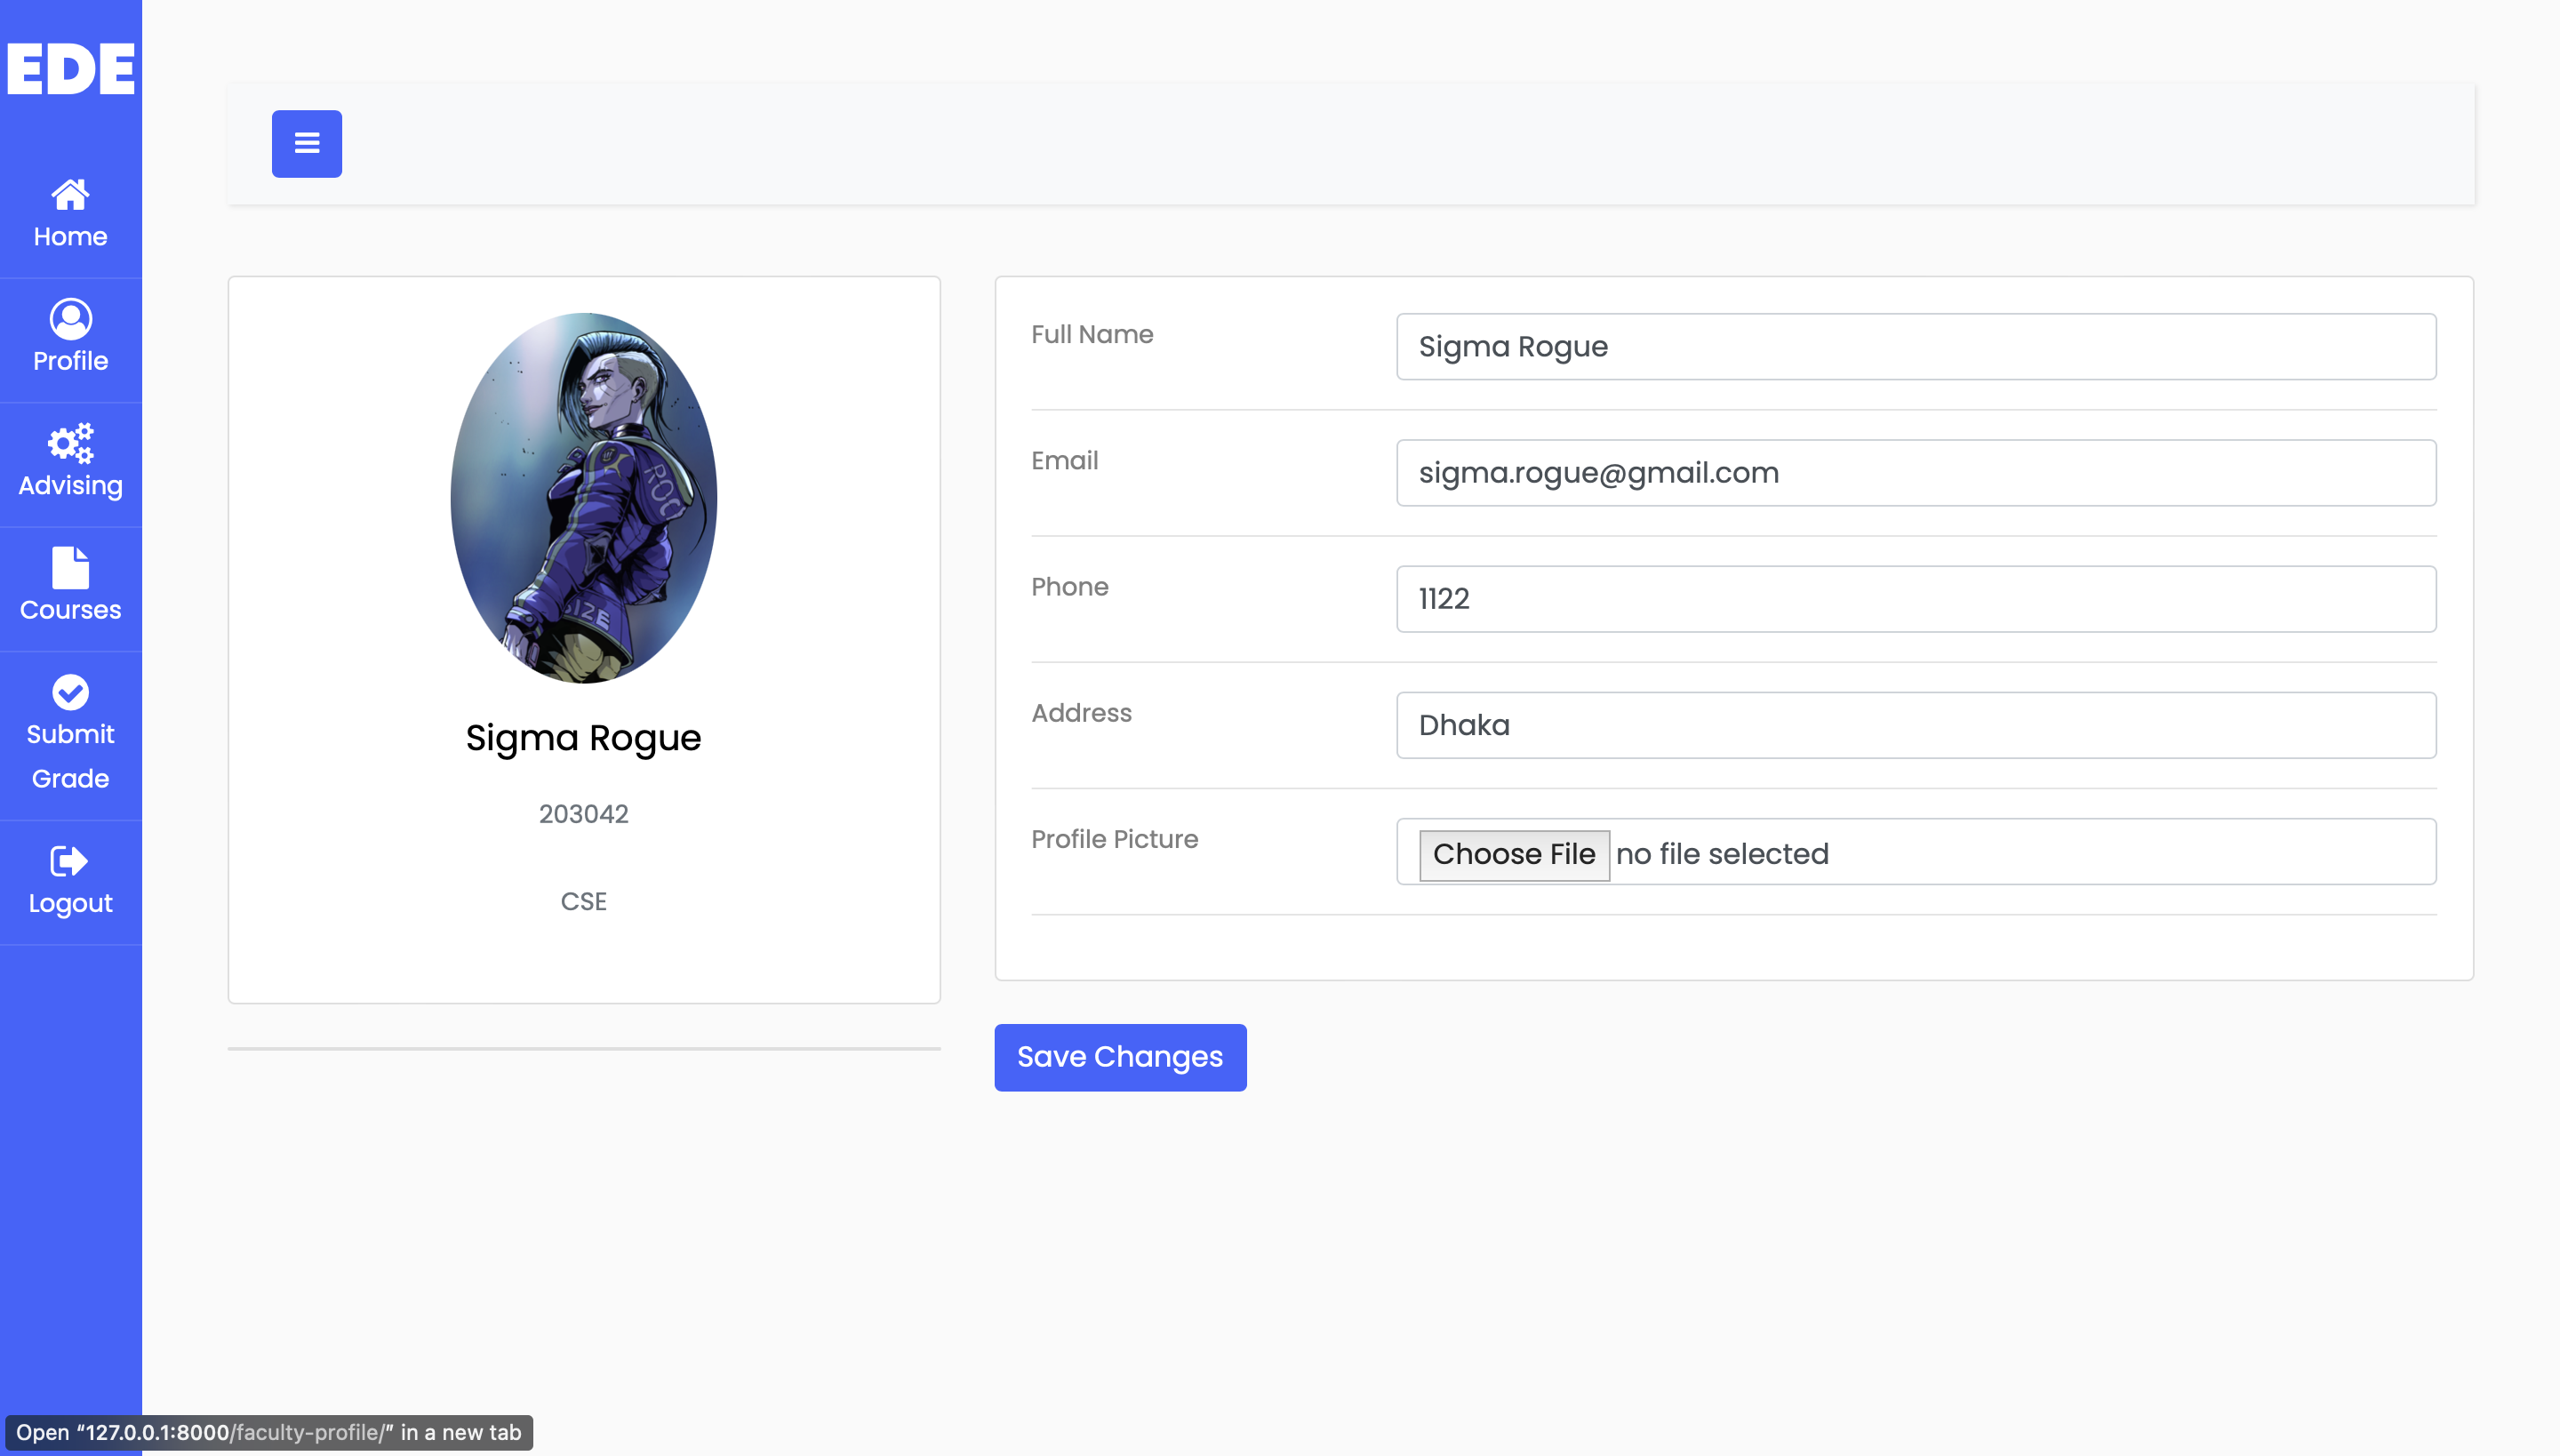 EDE
Home
Profile
Advising
Courses
Submit
Grade
Logout
ROG
SIZE
Sigma Rogue
203042
CSE
Full Name
Sigma Rogue
Email
sigma.rogue@gmail.com
Phone
1122
Address
Dhaka
Profile Picture
Choose File no file selected
Save Changes
Open “127.0.0.1:8000/faculty-profile/” in a new tab